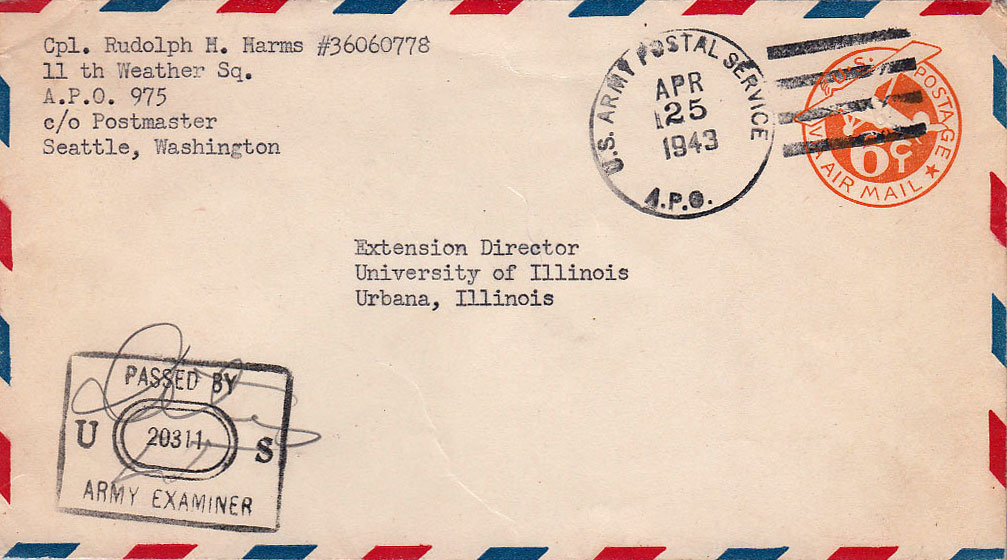 Cpl. Rudolph H. Harms #36060778
11 th Weather Sq.
A.P.O. 975
c/o Postmaster
Seattle, Washington
U.S. ARMY POSTAL SERVICE
APR
25
1943
A.P.O.
U.S. POSTAGE
6¢
VIA AIR MAIL
Extension Director
University of Illinois
Urbana, Illinois
PASSED BY
U 20311 S
ARMY EXAMINER